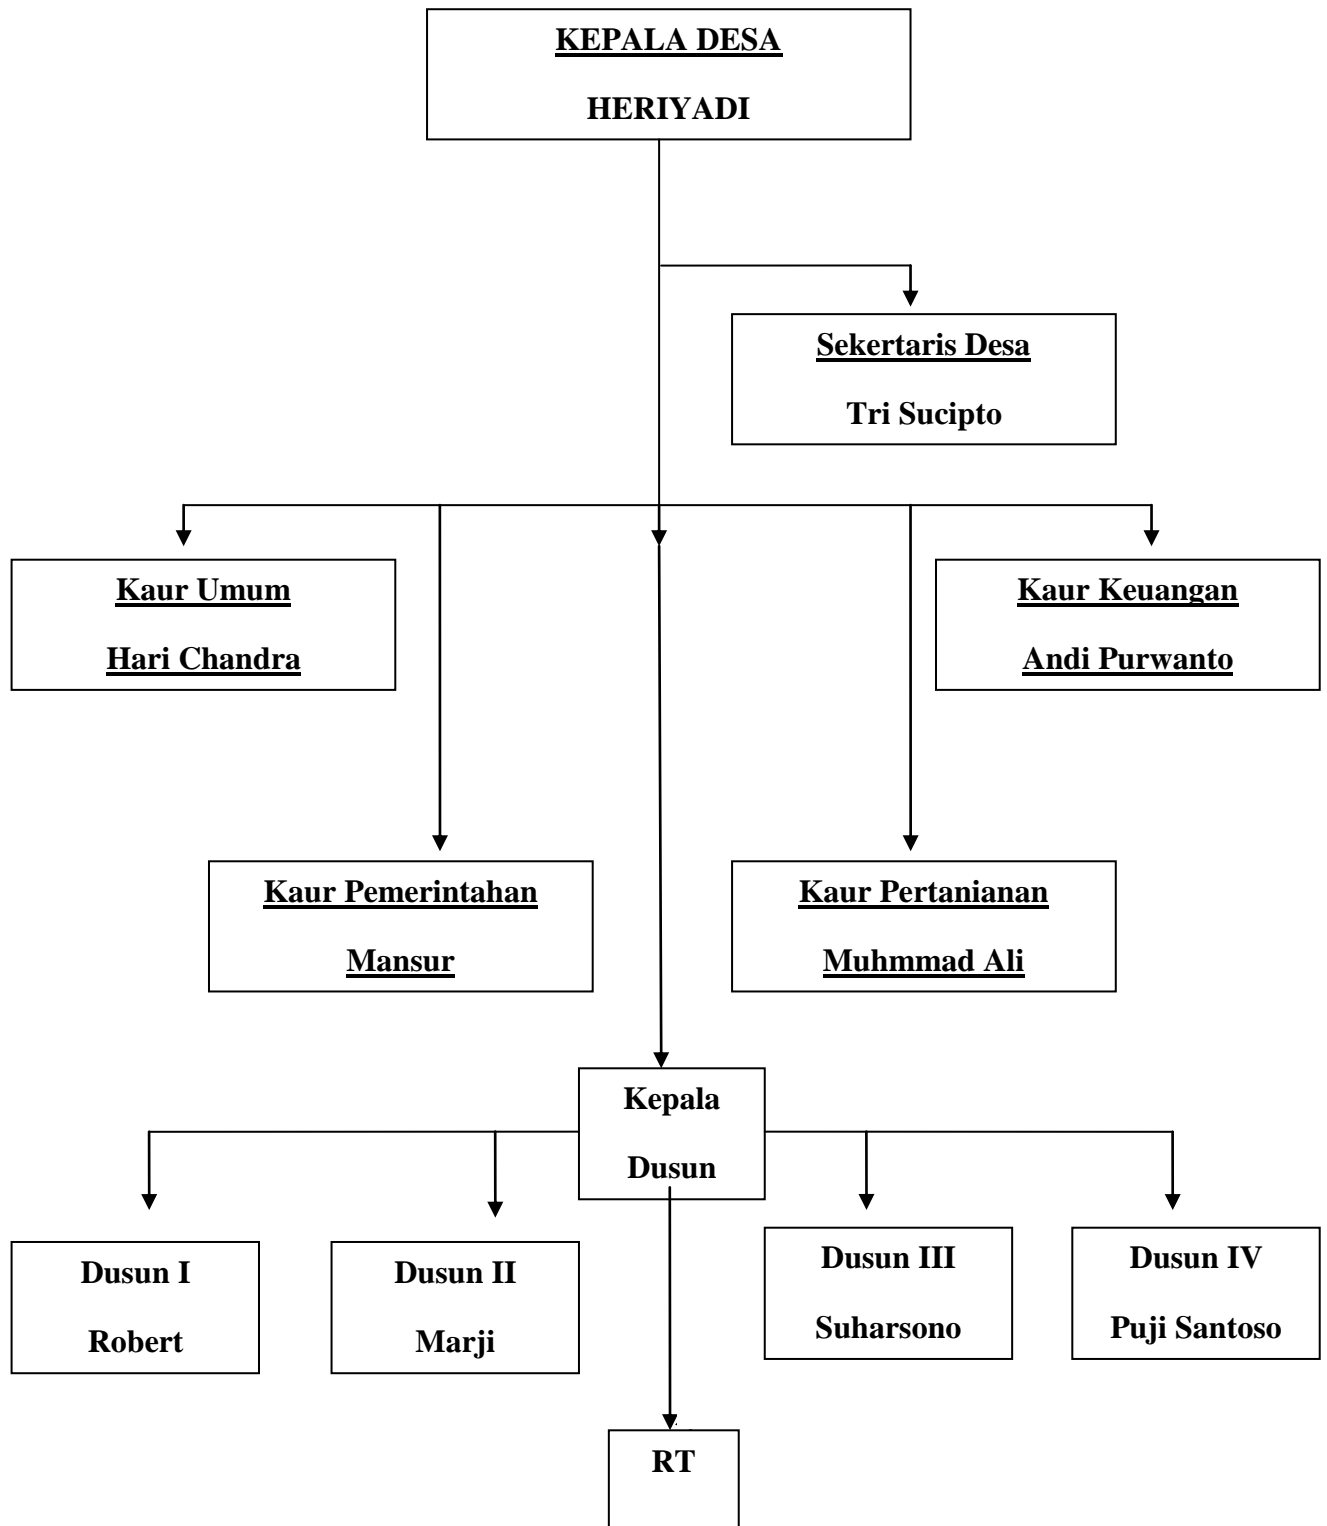 KEPALA DESA
HERIYADI
Sekertaris Desa
Tri Sucipto
Kaur Umum
Hari Chandra
Kaur Keuangan
Andi Purwanto
Kaur Pemerintahan
Mansur
Kaur Pertanianan
Muhmmad Ali
Kepala
Dusun
Dusun I
Robert
Dusun II
Marji
Dusun III
Suharsono
Dusun IV
Puji Santoso
RT